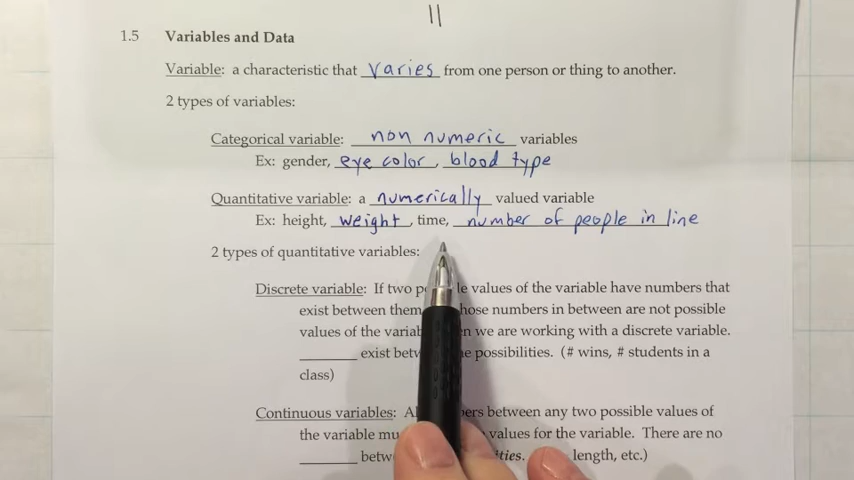 11
1.5 Variables and Data
Variable: a characteristic that varies from one person or thing to another.
2 types of variables:
Categorical variable: non numeric variables
Ex: gender, eye color, blood type
Quantitative variable: a numerically valued variable
Ex: height, weight, time, number of people in line
2 types of quantitative variables:
Discrete variable: If two le values of the variable have numbers that
exist between them hose numbers in between are not possible
values of the variab n we are working with a discrete variable.
______ exist betw e possibilities. (# wins, # students in a
class)
Continuous variables: Al bers between any two possible values of
the variable mu values for the variable. There are no
______ betw ities. length, etc.)